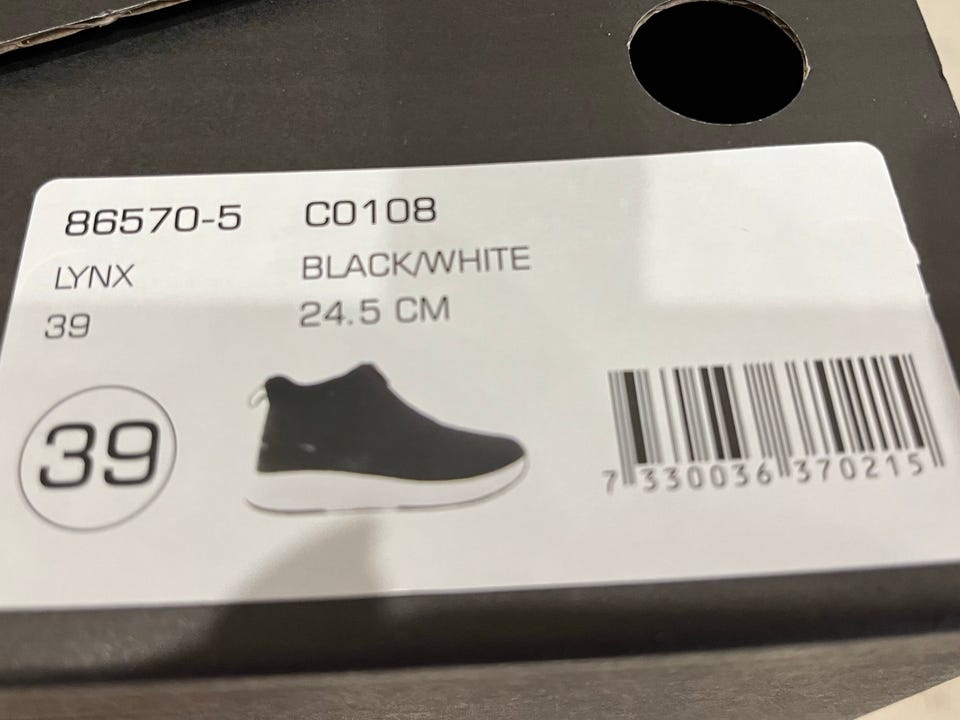 86570-5 C0108
LYNX BLACK/WHITE
39 24.5 CM
39
7 330036 370215